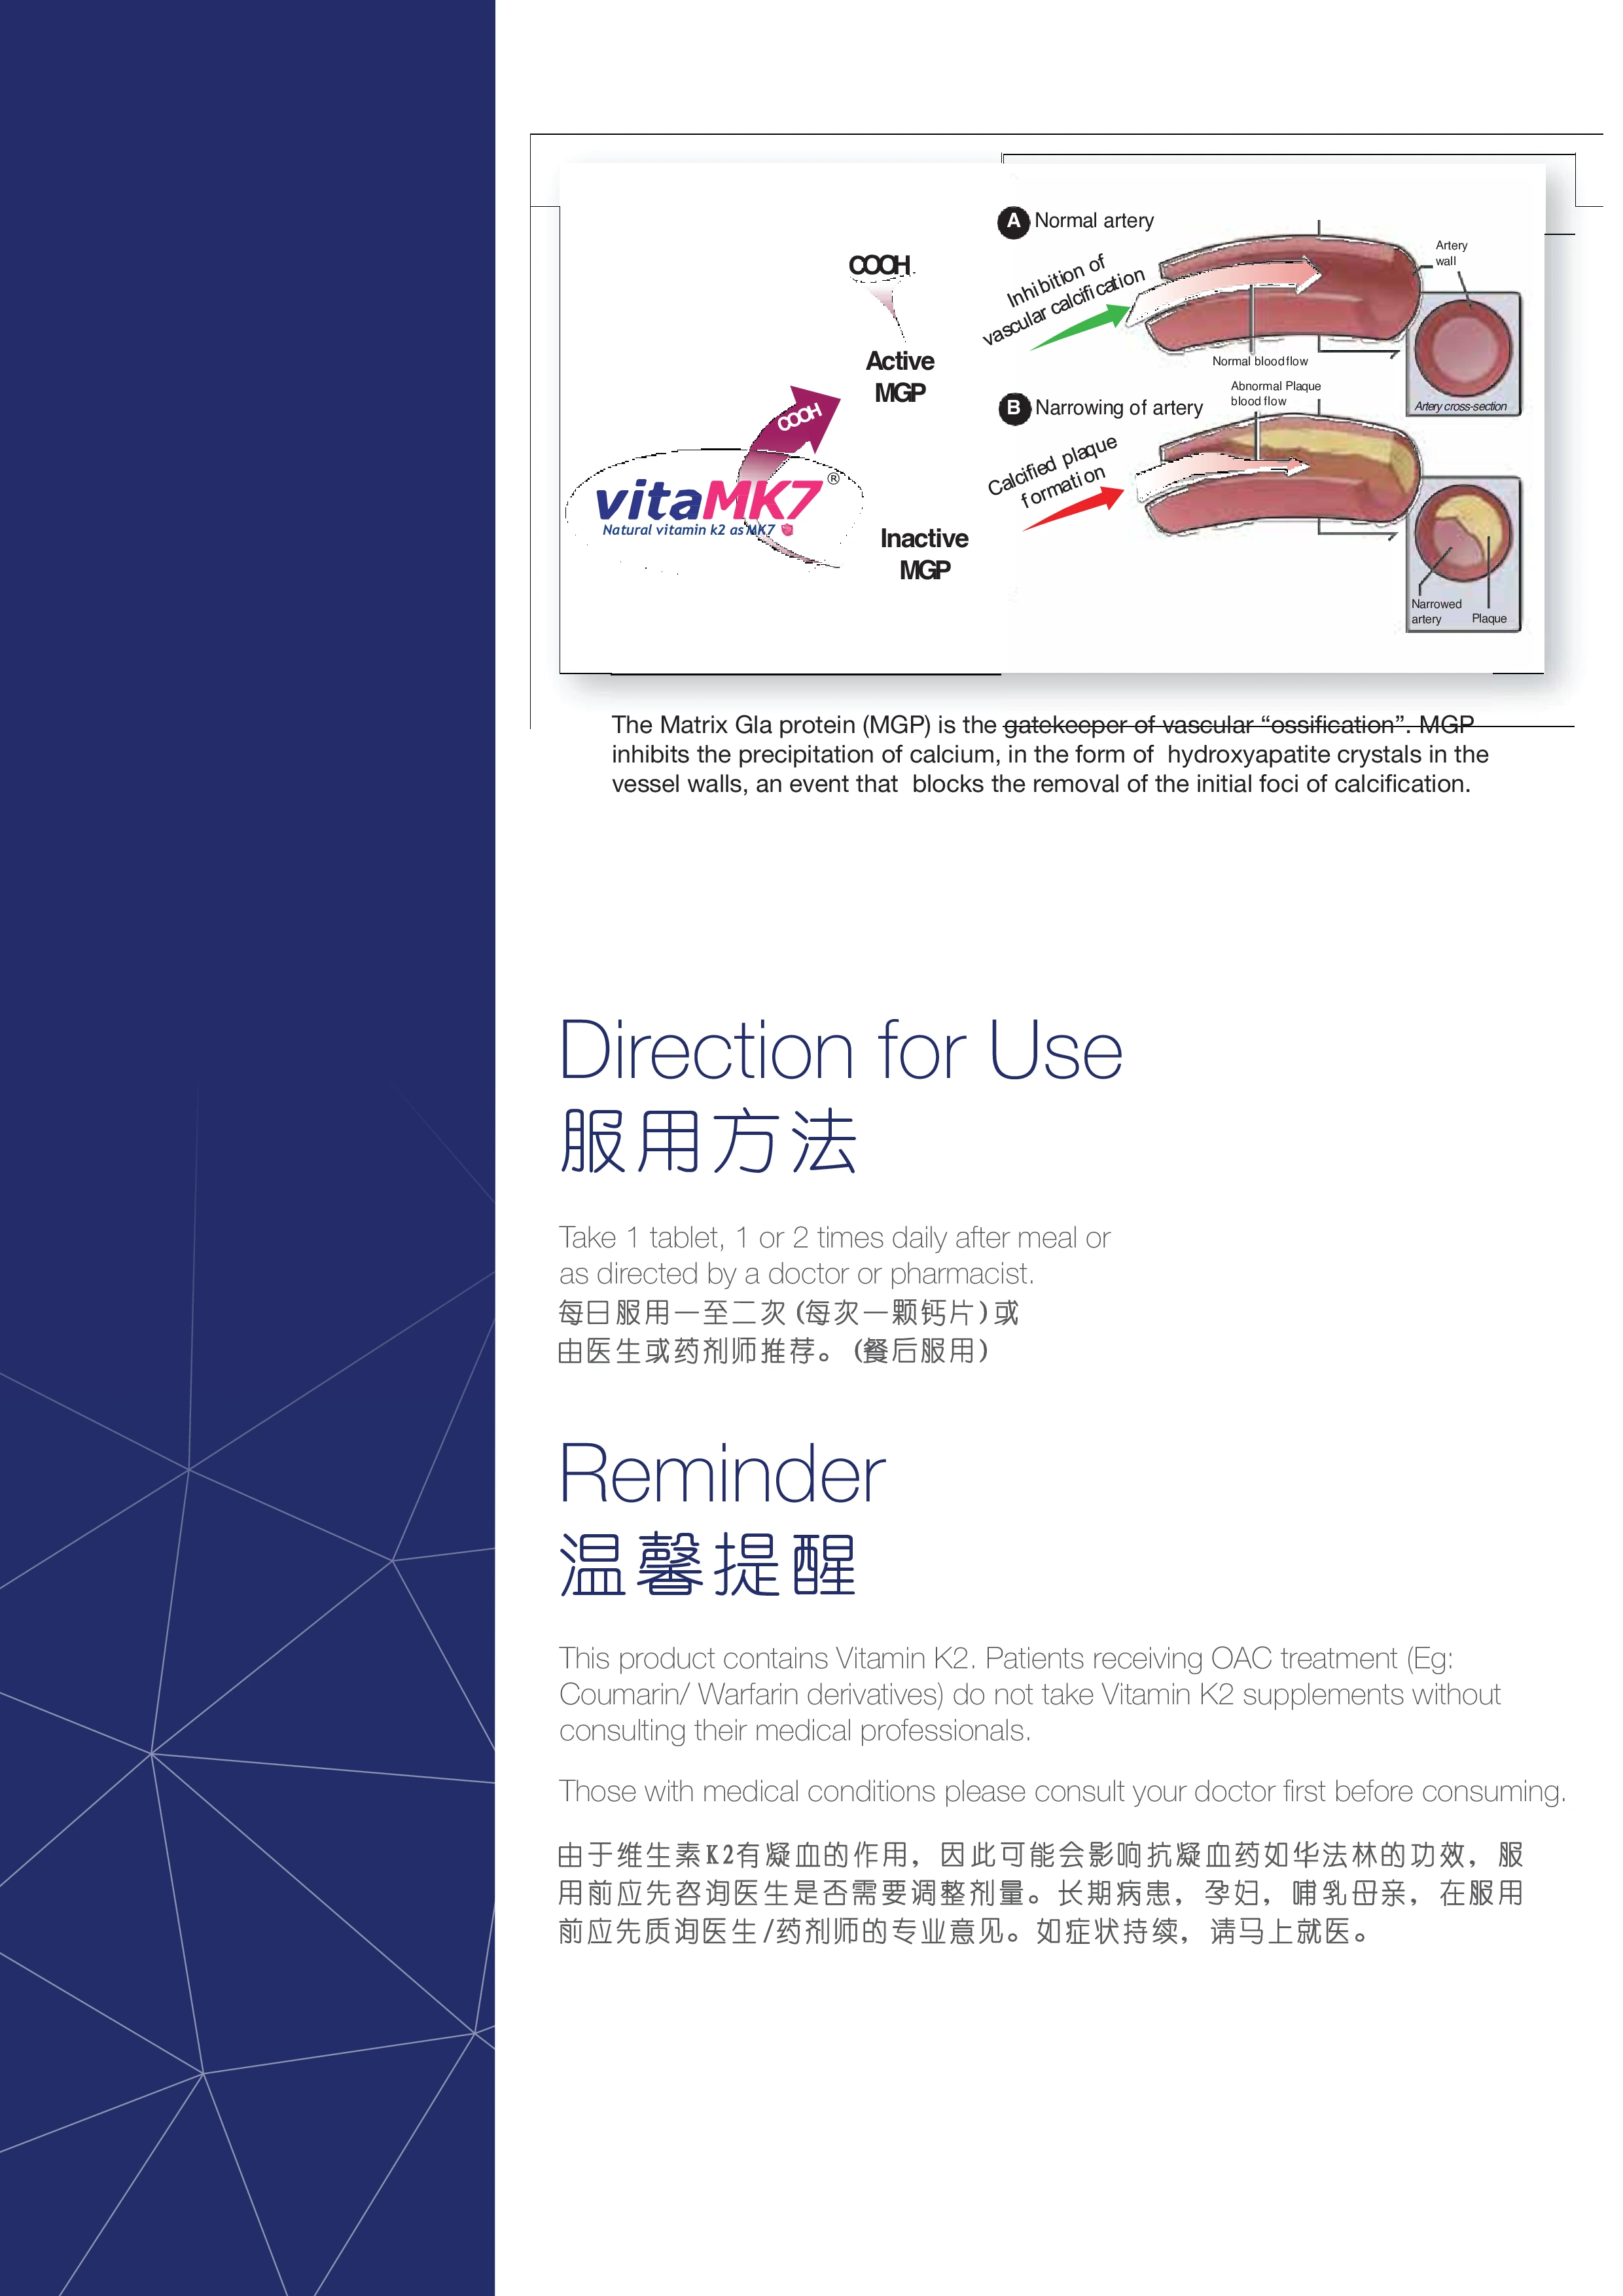 A Normal artery
Artery
wall
COOH
Inhibition of
vascular calcification
Normal blood flow
Active
MGP
Abnormal Plaque
blood flow
Artery cross-section
B Narrowing of artery
COOH
Calcified plaque
formation
vitaMK7®
Natural vitamin k2 as MK7
Inactive
MGP
Narrowed
artery
Plaque
The Matrix Gla protein (MGP) is the gatekeeper of vascular “ossification”. MGP
inhibits the precipitation of calcium, in the form of hydroxyapatite crystals in the
vessel walls, an event that blocks the removal of the initial foci of calcification.
Direction for Use
服用方法
Take 1 tablet, 1 or 2 times daily after meal or
as directed by a doctor or pharmacist.
每日服用一至二次 (每次一颗钙片) 或
由医生或药剂师推荐。 (餐后服用)
Reminder
温馨提醒
This product contains Vitamin K2. Patients receiving OAC treatment (Eg:
Coumarin/ Warfarin derivatives) do not take Vitamin K2 supplements without
consulting their medical professionals.
Those with medical conditions please consult your doctor first before consuming.
由于维生素K2有凝血的作用，因此可能会影响抗凝血药如华法林的功效，服
用前应先咨询医生是否需要调整剂量。长期病患，孕妇，哺乳母亲，在服用
前应先质询医生/药剂师的专业意见。如症状持续，请马上就医。